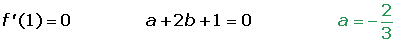 f'(1)=0 a+2b+1=0 a=-2/3